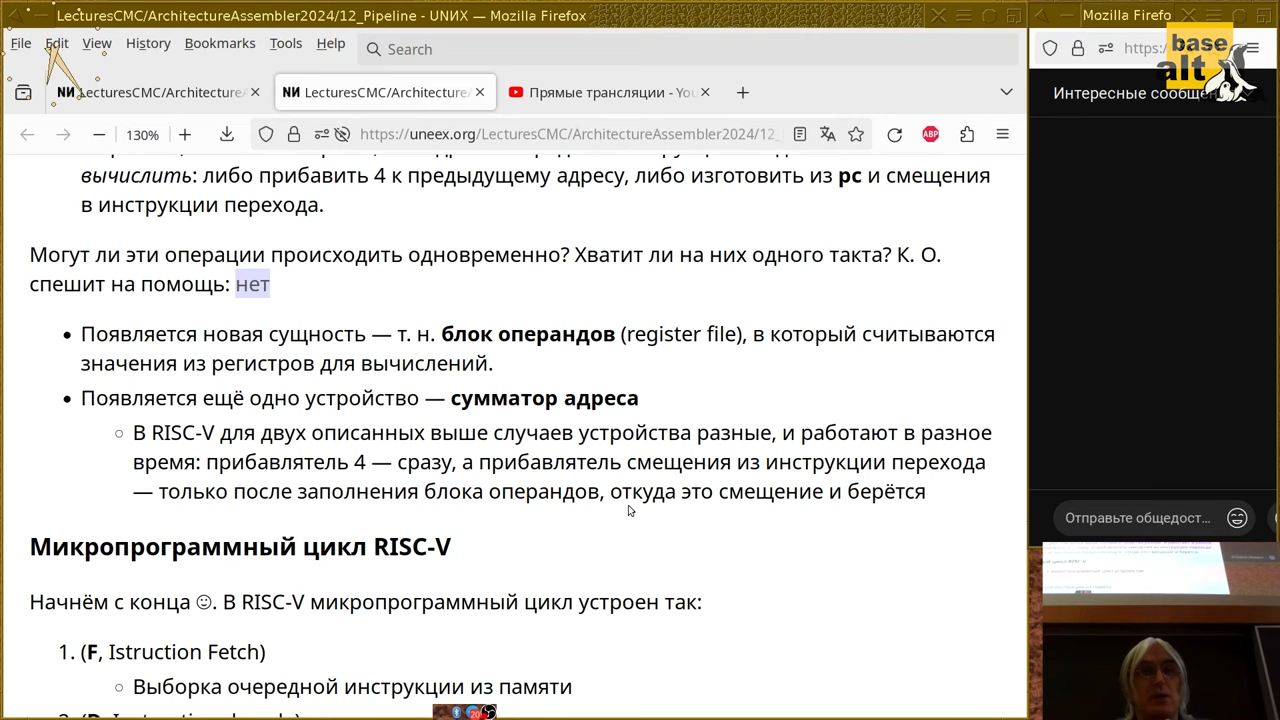 LecturesCMC/ArchitectureAssembler2024/12_Pipeline - UNИX — Mozilla Firefox
Mozilla Firefo
File Edit View History Bookmarks Tools Help
Search
base
alt
https:
NИ LecturesCMC/Architecture
NИ LecturesCMC/Architecture
Прямые трансляции - You
Интересные сообщен
130%
https://uneex.org/LecturesCMC/ArchitectureAssembler2024/12_
ABP
вычислить: либо прибавить 4 к предыдущему адресу, либо изготовить из pc и смещения
в инструкции перехода.
Могут ли эти операции происходить одновременно? Хватит ли на них одного такта? К. О.
спешит на помощь: нет
• Появляется новая сущность — т. н. блок операндов (register file), в который считываются
значения из регистров для вычислений.
• Появляется ещё одно устройство — сумматор адреса
◦ В RISC-V для двух описанных выше случаев устройства разные, и работают в разное
время: прибавлятель 4 — сразу, а прибавлятель смещения из инструкции перехода
— только после заполнения блока операндов, откуда это смещение и берётся
Отправьте общедост...
Микропрограммный цикл RISC-V
Начнём с конца ☺. В RISC-V микропрограммный цикл устроен так:
1. (F, Istruction Fetch)
◦ Выборка очередной инструкции из памяти